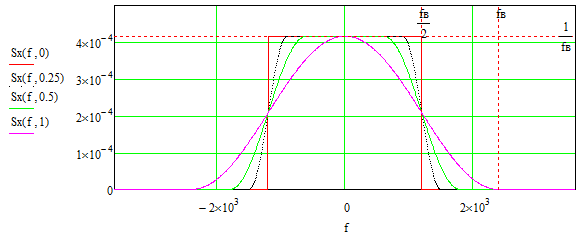 fв
fв
2
1
fв
Sx(f, 0)
Sx(f, 0.25)
Sx(f, 0.5)
Sx(f, 1)
4×10⁻⁴
3×10⁻⁴
2×10⁻⁴
1×10⁻⁴
0
−2×10³
0
2×10³
f